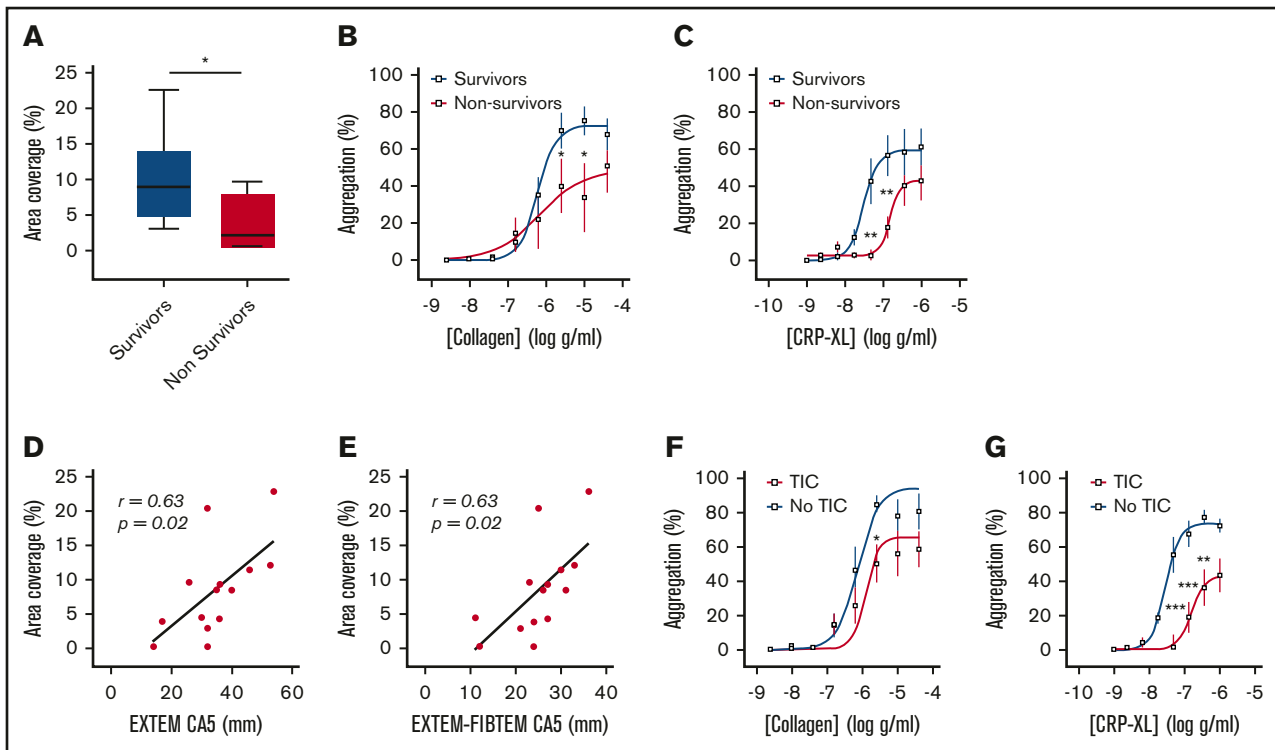 A
25
20
15
10
5
0
Area coverage (%)
*
Survivors
Non Survivors
B
100
80
60
40
20
0
Aggregation (%)
Survivors
Non-survivors
* *
-9 -8 -7 -6 -5 -4
[Collagen] (log g/ml)
C
100
80
60
40
20
0
Aggregation (%)
Survivors
Non-survivors
**
**
-10 -9 -8 -7 -6 -5
[CRP-XL] (log g/ml)
D
25
20
15
10
5
0
Area coverage (%)
r = 0.63
p = 0.02
0 20 40 60
EXTEM CA5 (mm)
E
25
20
15
10
5
0
Area coverage (%)
r = 0.63
p = 0.02
0 10 20 30 40
EXTEM-FIBTEM CA5 (mm)
F
100
80
60
40
20
0
Aggregation (%)
TIC
No TIC
*
-9 -8 -7 -6 -5 -4
[Collagen] (log g/ml)
G
100
80
60
40
20
0
Aggregation (%)
TIC
No TIC
**
***
***
-10 -9 -8 -7 -6 -5
[CRP-XL] (log g/ml)